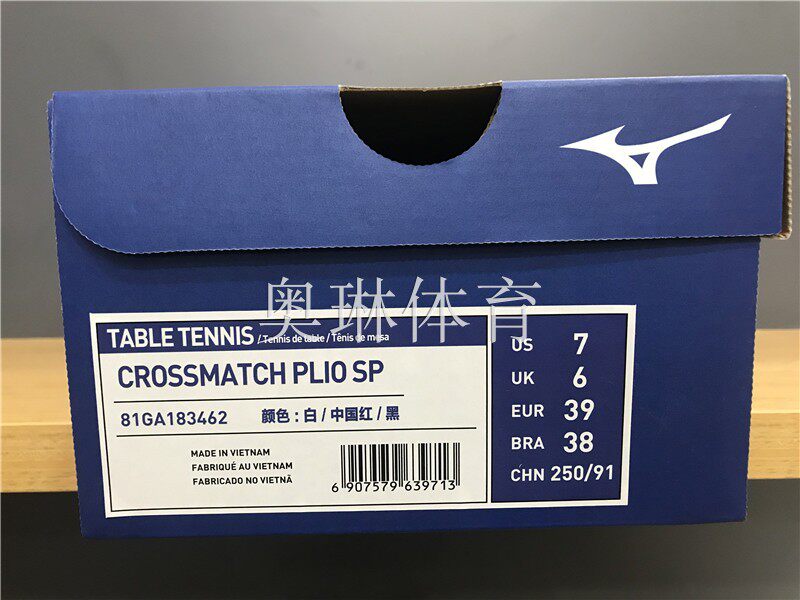 奥琳体育
TABLE TENNIS / Tennis de table / Tênis de mesa
CROSSMATCH PLIO SP
81GA183462 颜色:白/中国红/黑
MADE IN VIETNAM
FABRIQUÉ AU VIETNAM
FABRICADO NO VIETNÃ
6 907579 639713
US 7
UK 6
EUR 39
BRA 38
CHN 250/91